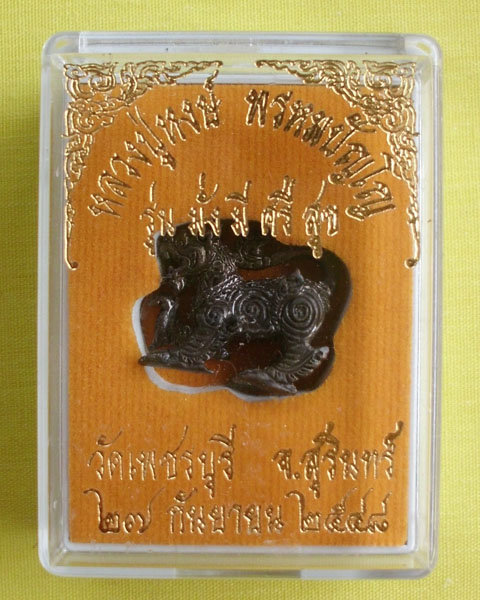 หลวงปู่หงษ์ พรหมปัญโญ
รุ่น มั่ง มี ศรี สุข
วัดเพชรบุรี จ.สุรินทร์
๒๗ กันยายน ๒๕๔๘